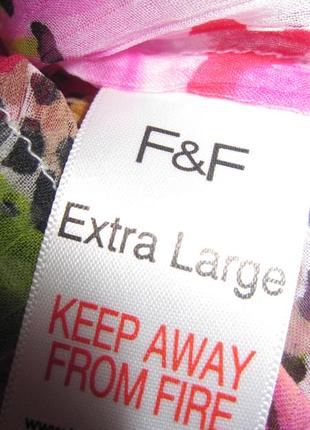 F&F
Extra Large
KEEP AWAY
FROM FIRE